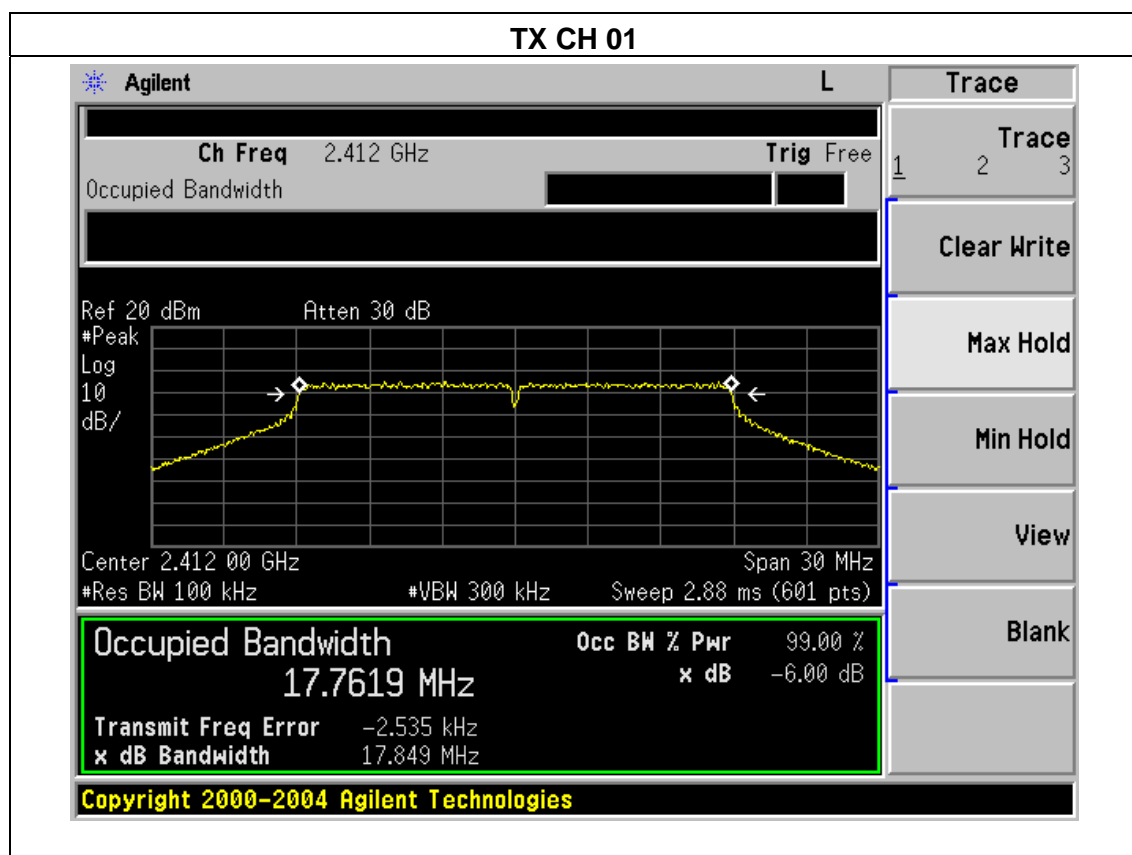 TX CH 01
Agilent L
Ch Freq 2.412 GHz Trig Free
Occupied Bandwidth
Ref 20 dBm Atten 30 dB
#Peak
Log
10
dB/
Center 2.412 00 GHz Span 30 MHz
#Res BW 100 kHz #VBW 300 kHz Sweep 2.88 ms (601 pts)
Occupied Bandwidth Occ BW % Pwr 99.00 %
17.7619 MHz x dB -6.00 dB
Transmit Freq Error -2.535 kHz
x dB Bandwidth 17.849 MHz
Copyright 2000-2004 Agilent Technologies
Trace
Trace
1 2 3
Clear Write
Max Hold
Min Hold
View
Blank